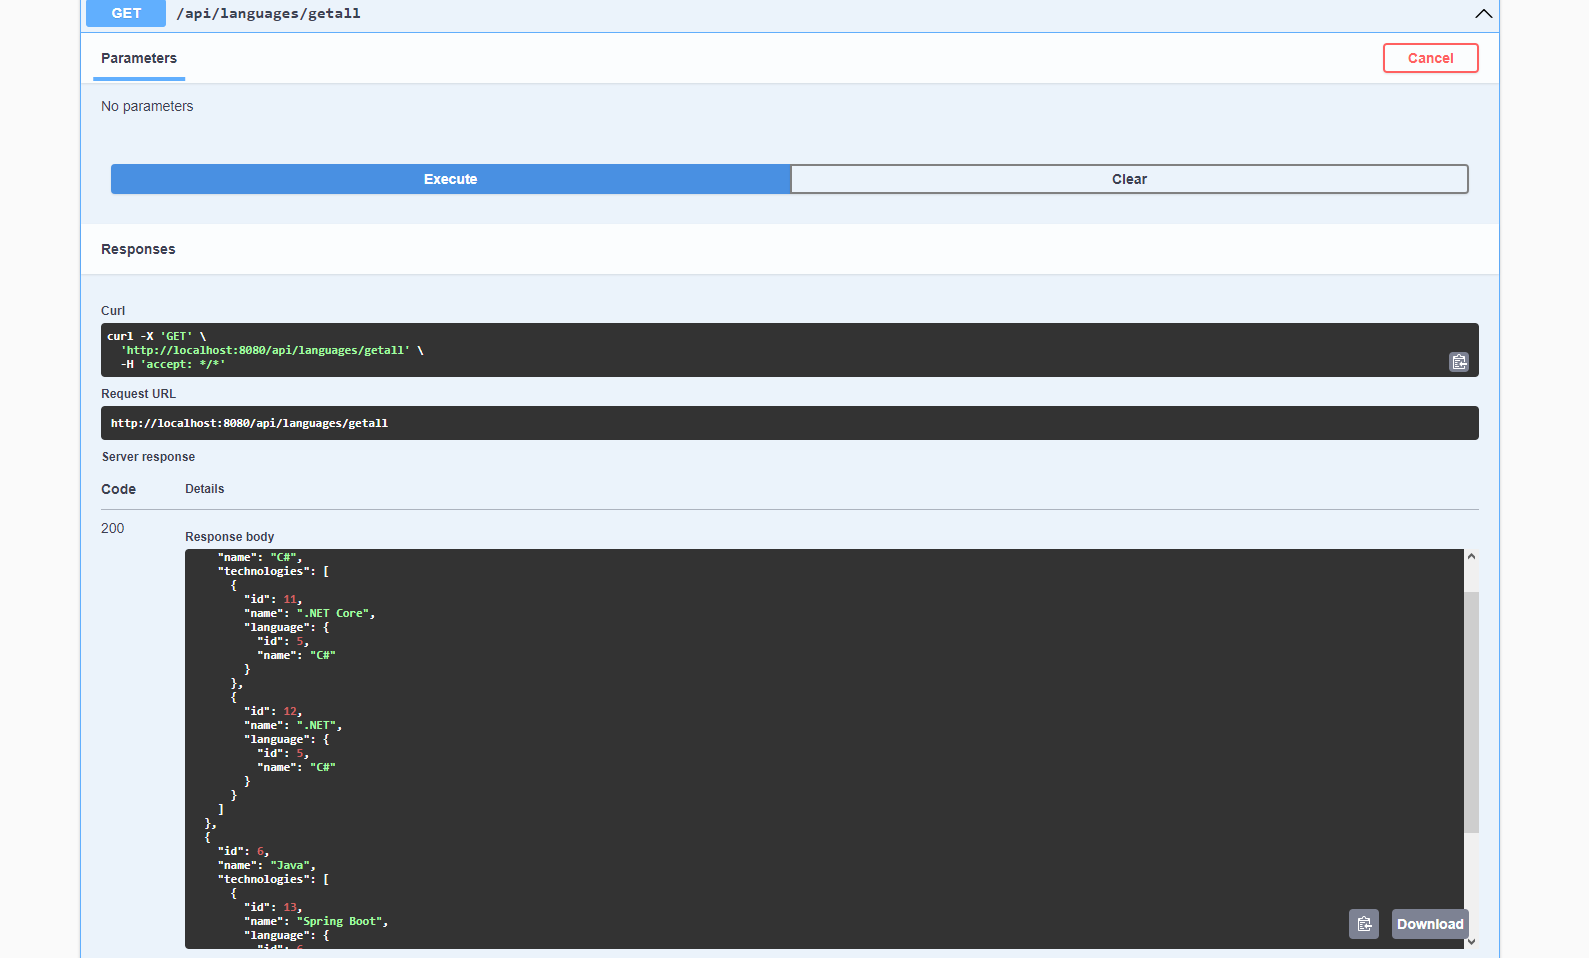 GET /api/languages/getall
Parameters
Cancel
No parameters
Execute
Clear
Responses
Curl
curl -X 'GET' \
  'http://localhost:8080/api/languages/getall' \
  -H 'accept: */*'
Request URL
http://localhost:8080/api/languages/getall
Server response
Code Details
200
Response body
    "name": "C#",
    "technologies": [
      {
        "id": 11,
        "name": ".NET Core",
        "language": {
          "id": 5,
          "name": "C#"
        }
      },
      {
        "id": 12,
        "name": ".NET",
        "language": {
          "id": 5,
          "name": "C#"
        }
      }
    ]
  },
  {
    "id": 6,
    "name": "Java",
    "technologies": [
      {
        "id": 13,
        "name": "Spring Boot",
        "language": {
          "id": 6
Download